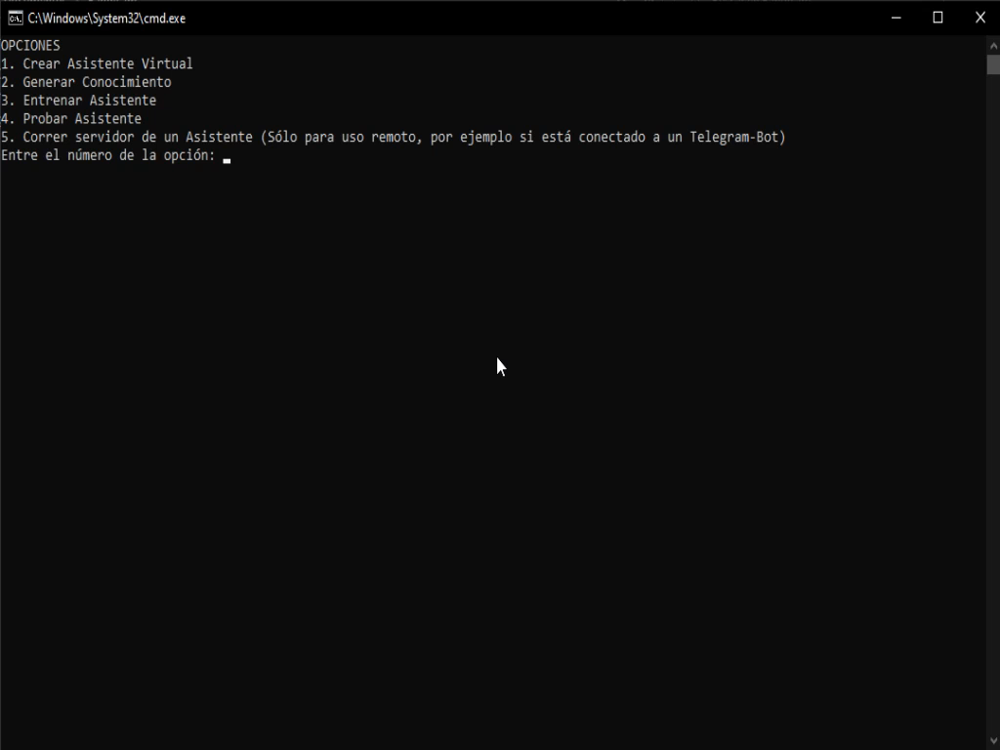 C:\Windows\System32\cmd.exe
OPCIONES
1. Crear Asistente Virtual
2. Generar Conocimiento
3. Entrenar Asistente
4. Probar Asistente
5. Correr servidor de un Asistente (Sólo para uso remoto, por ejemplo si está conectado a un Telegram-Bot)
Entre el número de la opción: